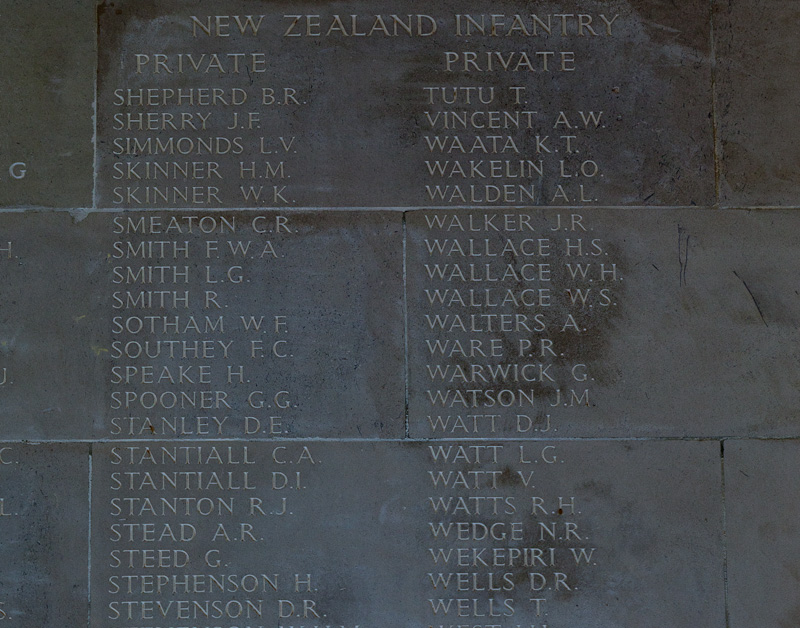 NEW ZEALAND INFANTRY
PRIVATE
SHEPHERD B.R.
SHERRY J.F.
SIMMONDS L.V.
SKINNER H.M.
SKINNER W.K.
SMEATON C.R.
SMITH F.W.A.
SMITH L.G.
SMITH R.
SOTHAM W.F.
SOUTHEY F.C.
SPEAKE H.
SPOONER G.G.
STANLEY D.E.
STANTIALL C.A.
STANTIALL D.I.
STANTON R.J.
STEAD A.R.
STEED G.
STEPHENSON H.
STEVENSON D.R.
PRIVATE
TUTU T.
VINCENT A.W.
WAATA K.T.
WAKELIN L.O.
WALDEN A.L.
WALKER J.R.
WALLACE H.S.
WALLACE W.H.
WALLACE W.S.
WALTERS A.
WARE P.R.
WARWICK G.
WATSON J.M.
WATT D.J.
WATT L.G.
WATT V.
WATTS R.H.
WEDGE N.R.
WEKEPIRI W.
WELLS D.R.
WELLS T.
G
H.
J.
C.
L.
S.